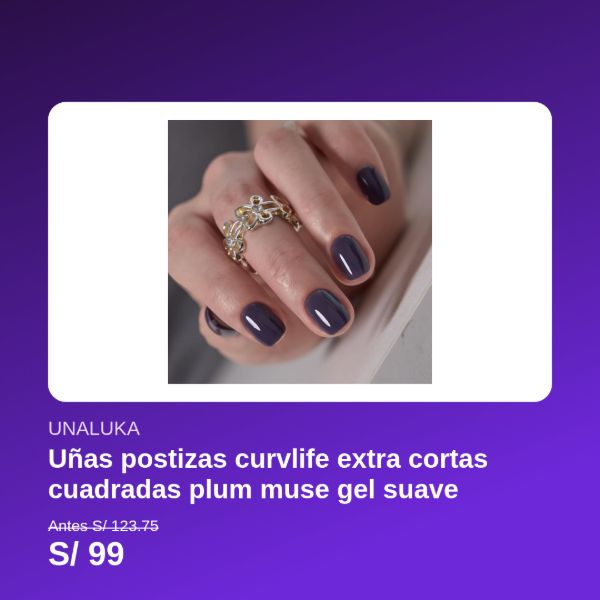 UNALUKA
Uñas postizas curvlife extra cortas
cuadradas plum muse gel suave
Antes S/ 123.75
S/ 99